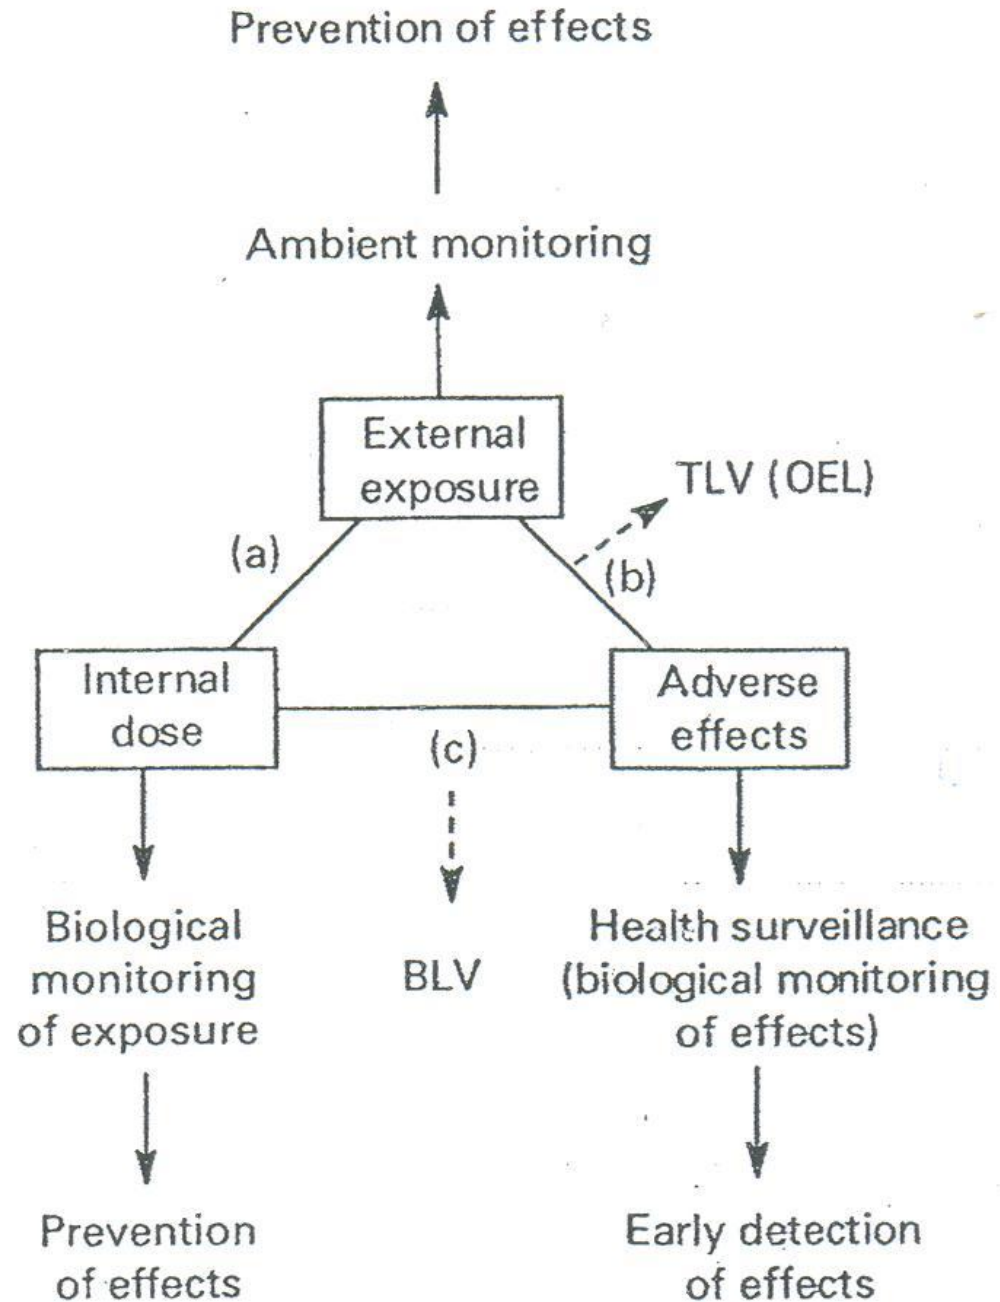 Prevention of effects
Ambient monitoring
External
exposure
TLV (OEL)
(a)
(b)
Internal
dose
Adverse
effects
(c)
Biological
monitoring
of exposure
BLV
Health surveillance
(biological monitoring
of effects)
Prevention
of effects
Early detection
of effects